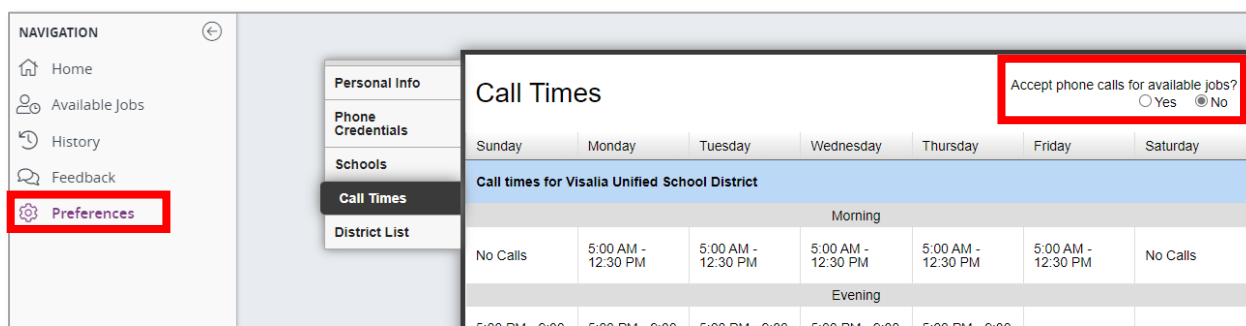 NAVIGATION
Home
Available Jobs
History
Feedback
Preferences
Personal Info
Phone
Credentials
Schools
Call Times
District List
Call Times
Accept phone calls for available jobs?
Yes No
Sunday Monday Tuesday Wednesday Thursday Friday Saturday
Call times for Visalia Unified School District
Morning
No Calls 5:00 AM - 5:00 AM - 5:00 AM - 5:00 AM - 5:00 AM - No Calls
12:30 PM 12:30 PM 12:30 PM 12:30 PM 12:30 PM
Evening